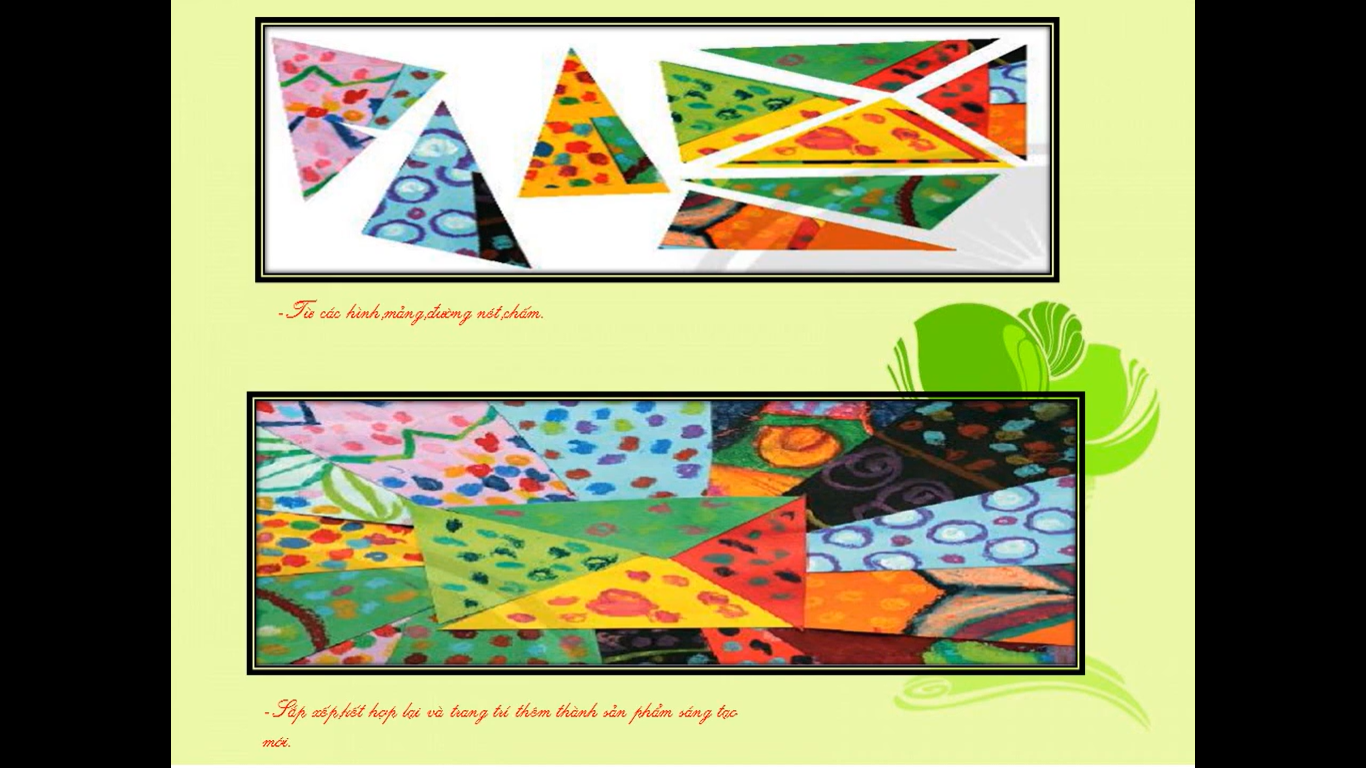 -Từ các hình,mảng,đường nét,chấm.
-Sắp xếp,kết hợp lại và trang trí thêm thành sản phẩm sáng tạo
mới.